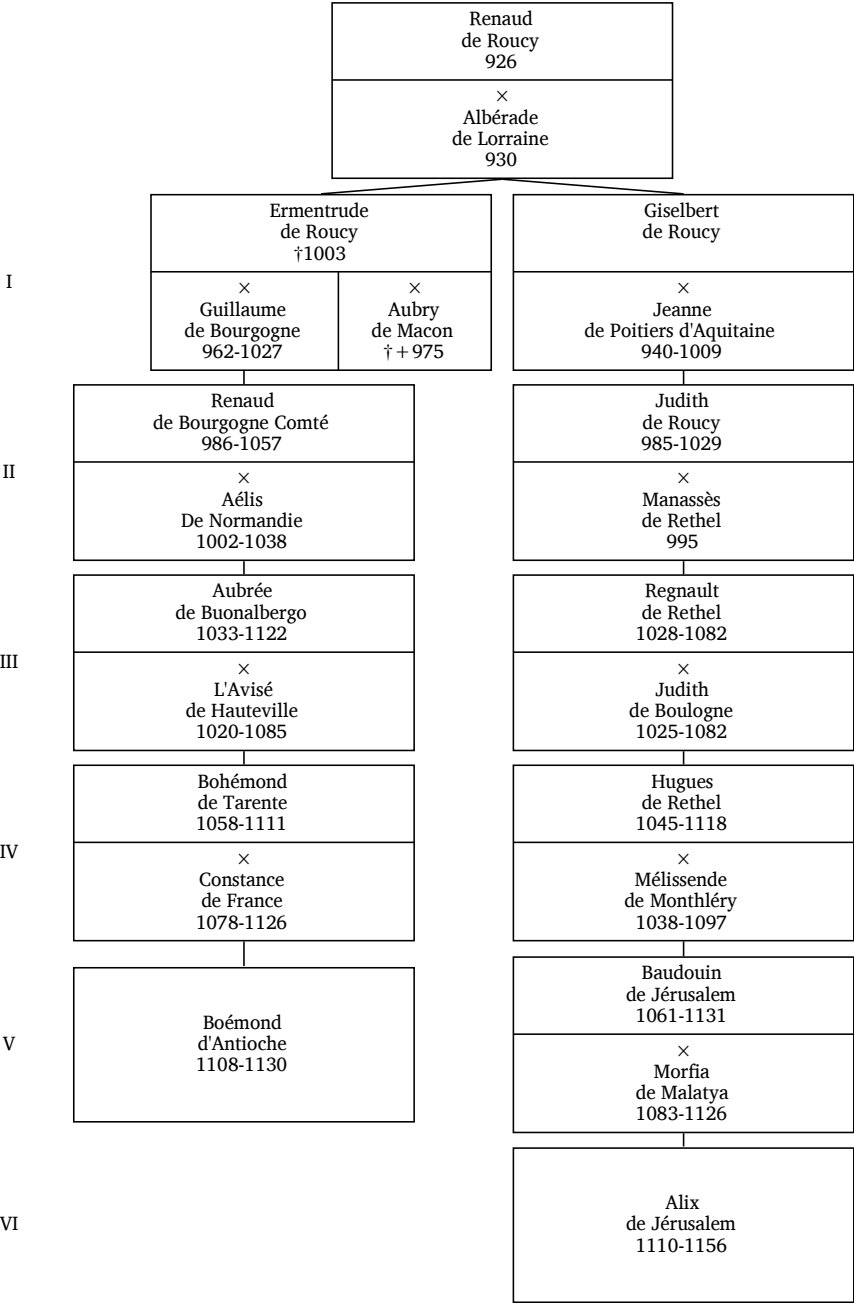 Renaud
de Roucy
926
×
Albérade
de Lorraine
930
I
Ermentrude
de Roucy
†1003
×
Guillaume
de Bourgogne
962-1027
×
Aubry
de Macon
†+975
Giselbert
de Roucy
×
Jeanne
de Poitiers d'Aquitaine
940-1009
II
Renaud
de Bourgogne Comté
986-1057
×
Aélis
De Normandie
1002-1038
Judith
de Roucy
985-1029
×
Manassès
de Rethel
995
III
Aubrée
de Buonalbergo
1033-1122
×
L'Avisé
de Hauteville
1020-1085
Regnault
de Rethel
1028-1082
×
Judith
de Boulogne
1025-1082
IV
Bohémond
de Tarente
1058-1111
×
Constance
de France
1078-1126
Hugues
de Rethel
1045-1118
×
Mélissende
de Monthléry
1038-1097
V
Boémond
d'Antioche
1108-1130
Baudouin
de Jérusalem
1061-1131
×
Morfia
de Malatya
1083-1126
VI
Alix
de Jérusalem
1110-1156